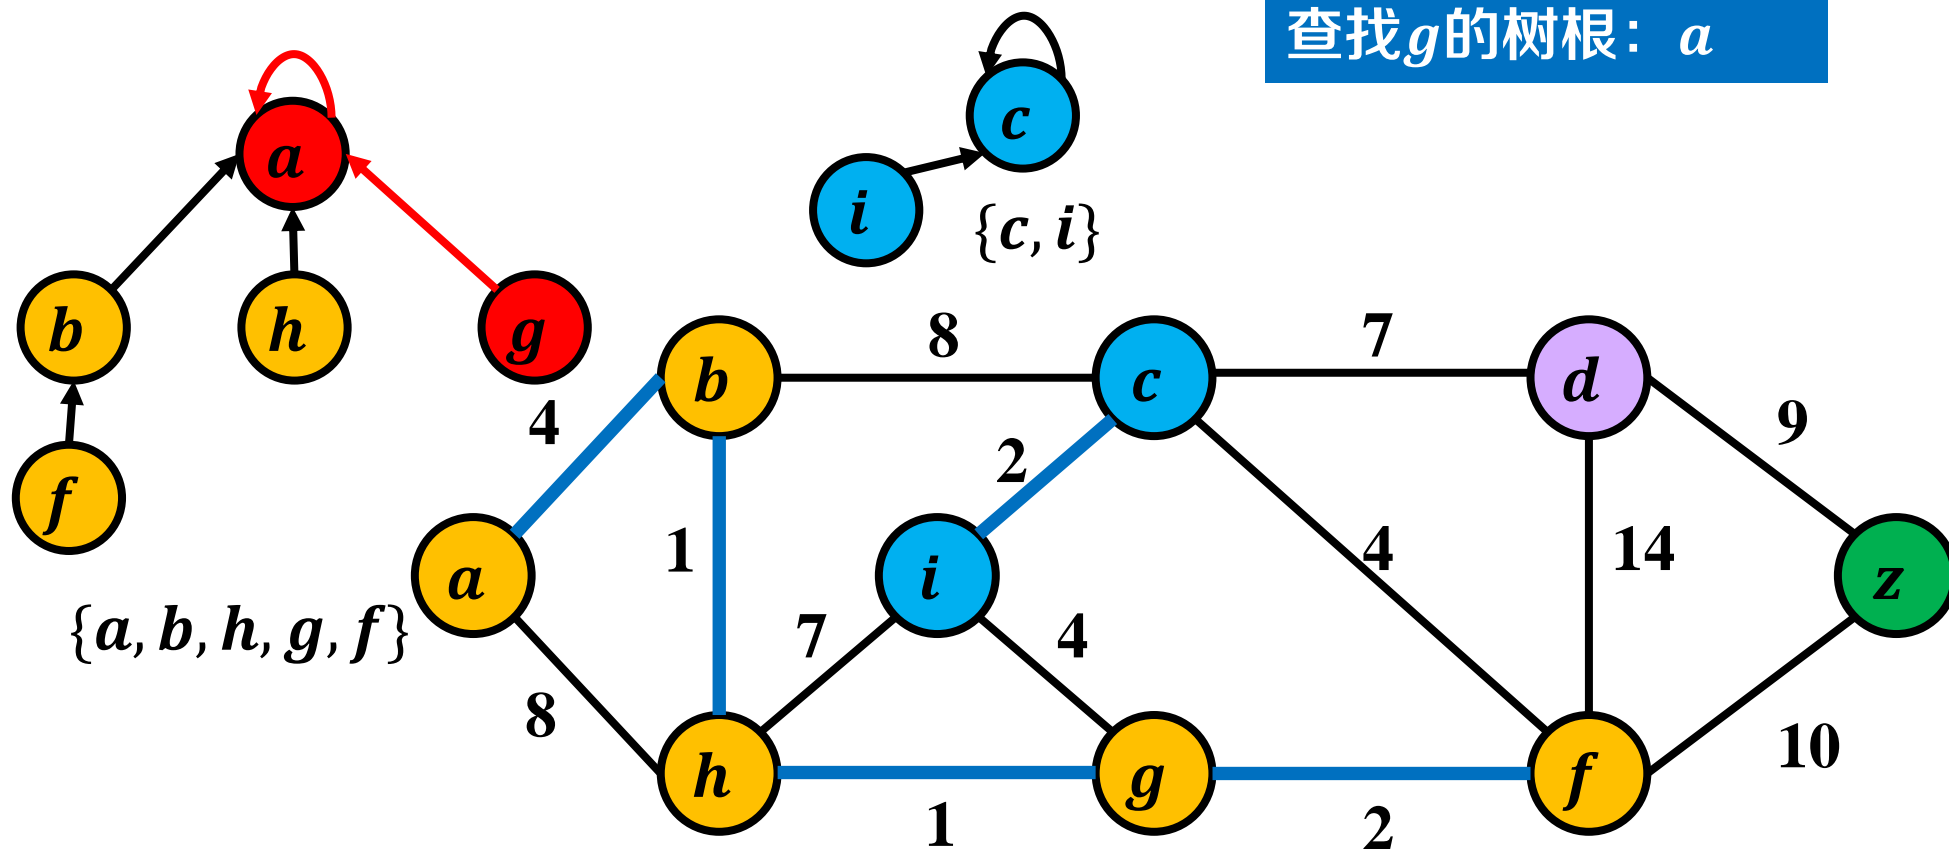 查找g的树根：a
a
c
i
{c, i}
b
h
g
f
b
8
c
7
d
4
9
2
1
4
14
a
i
z
{a, b, h, g, f}
7
4
8
10
h
g
f
1
2